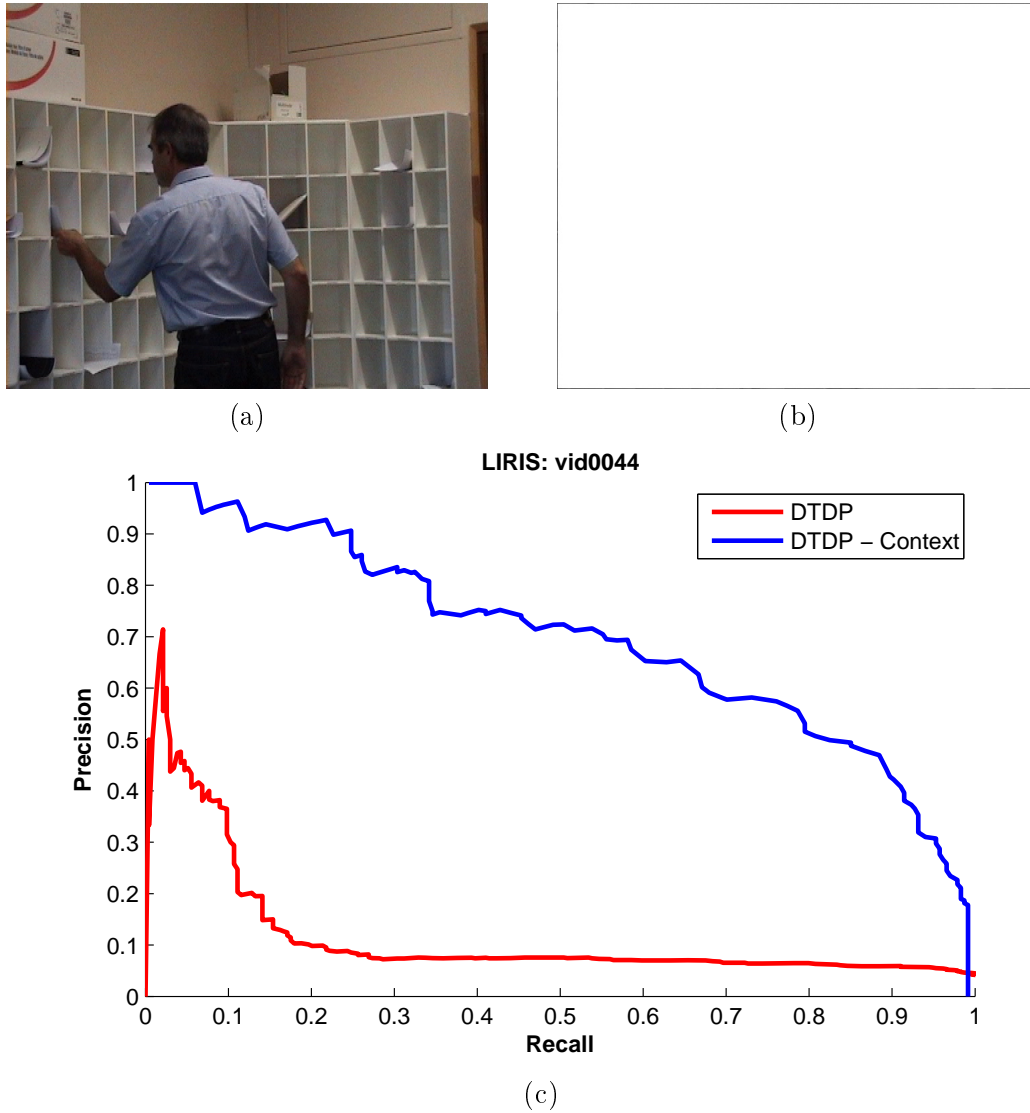 (a)
(b)
LIRIS: vid0044
DTDP
DTDP − Context
1
0.9
0.8
0.7
0.6
0.5
0.4
0.3
0.2
0.1
0
Precision
0 0.1 0.2 0.3 0.4 0.5 0.6 0.7 0.8 0.9 1
Recall
(c)